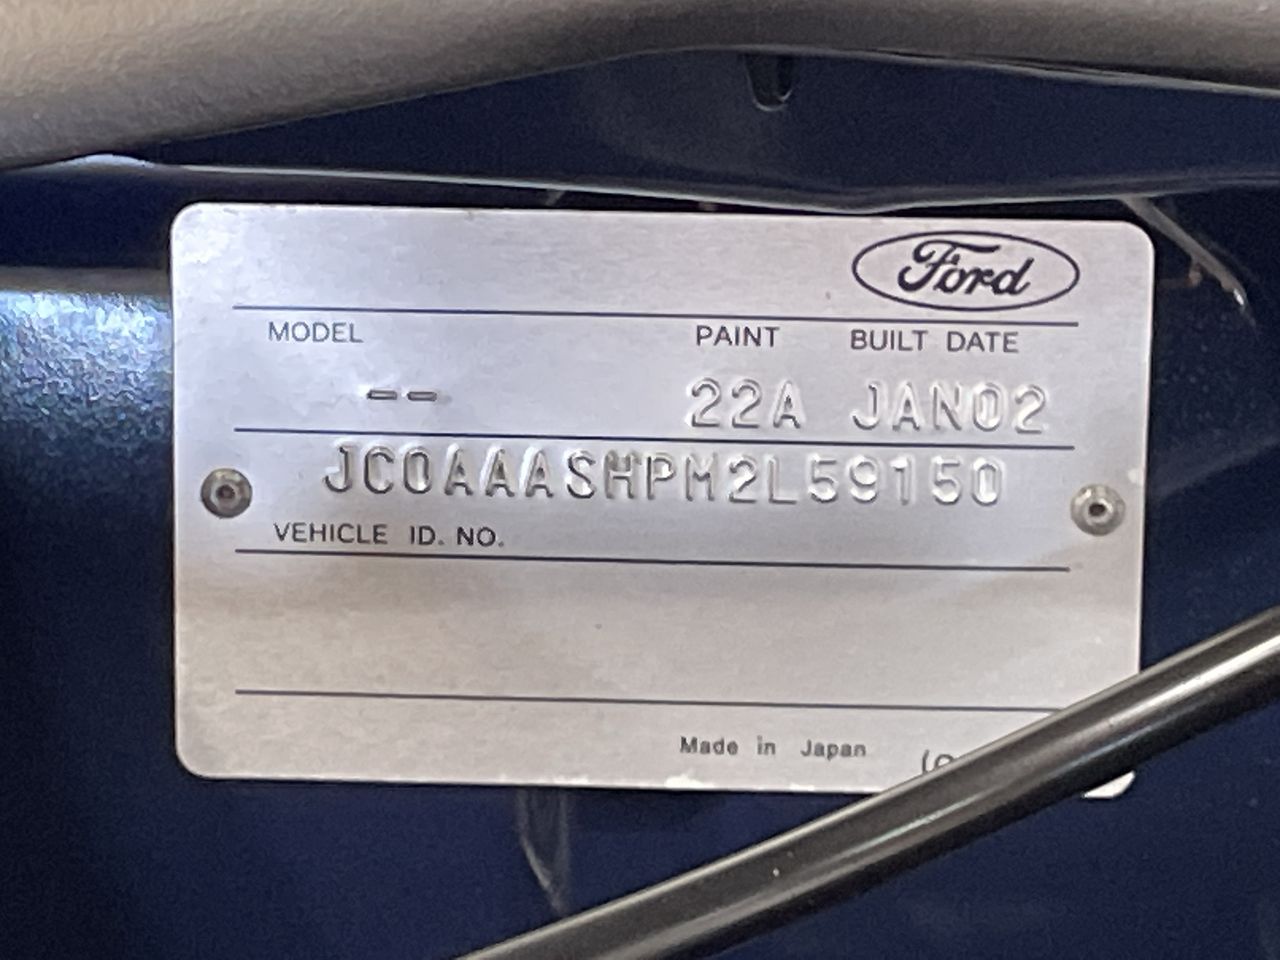 Ford
MODEL PAINT BUILT DATE
-- 22A JAN02
JC0AAASHPM2L59150
VEHICLE ID. NO.
Made in Japan